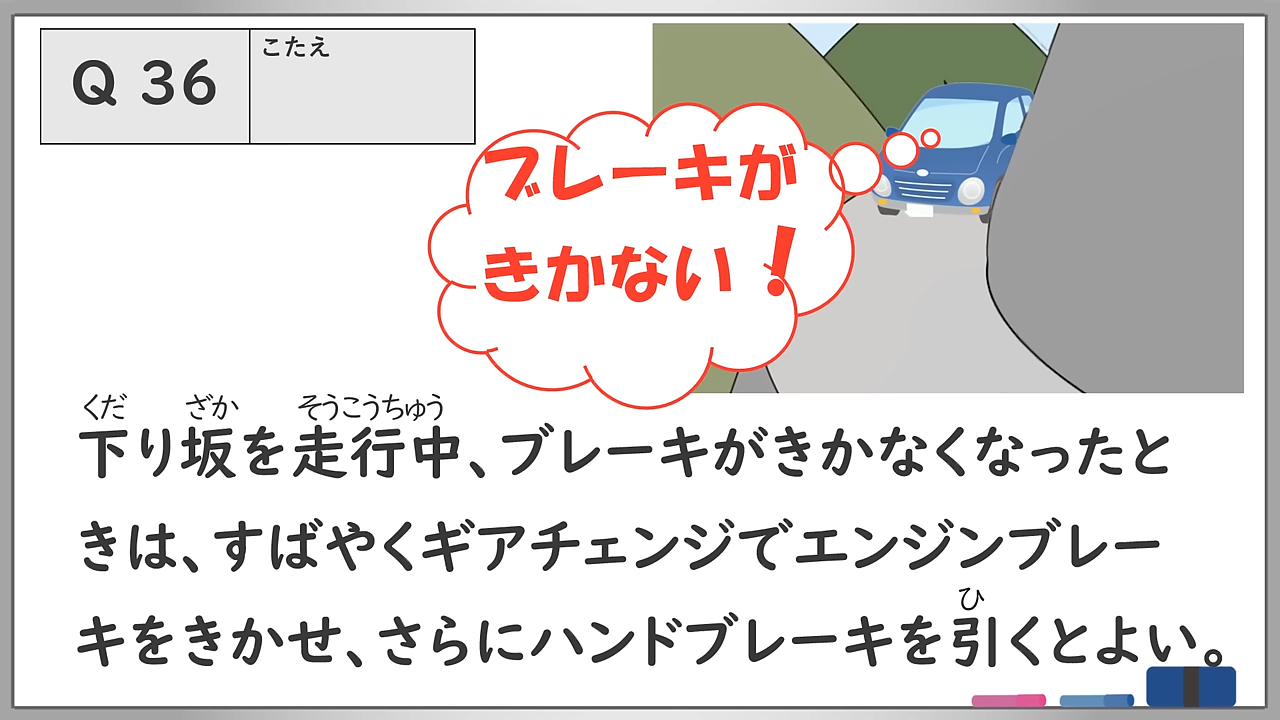 Q 36
こたえ
ブレーキが
きかない！
くだ ざか そうこうちゅう
下り坂を走行中、ブレーキがきかなくなったと
きは、すばやくギアチェンジでエンジンブレー
ひ
キをきかせ、さらにハンドブレーキを引くとよい。